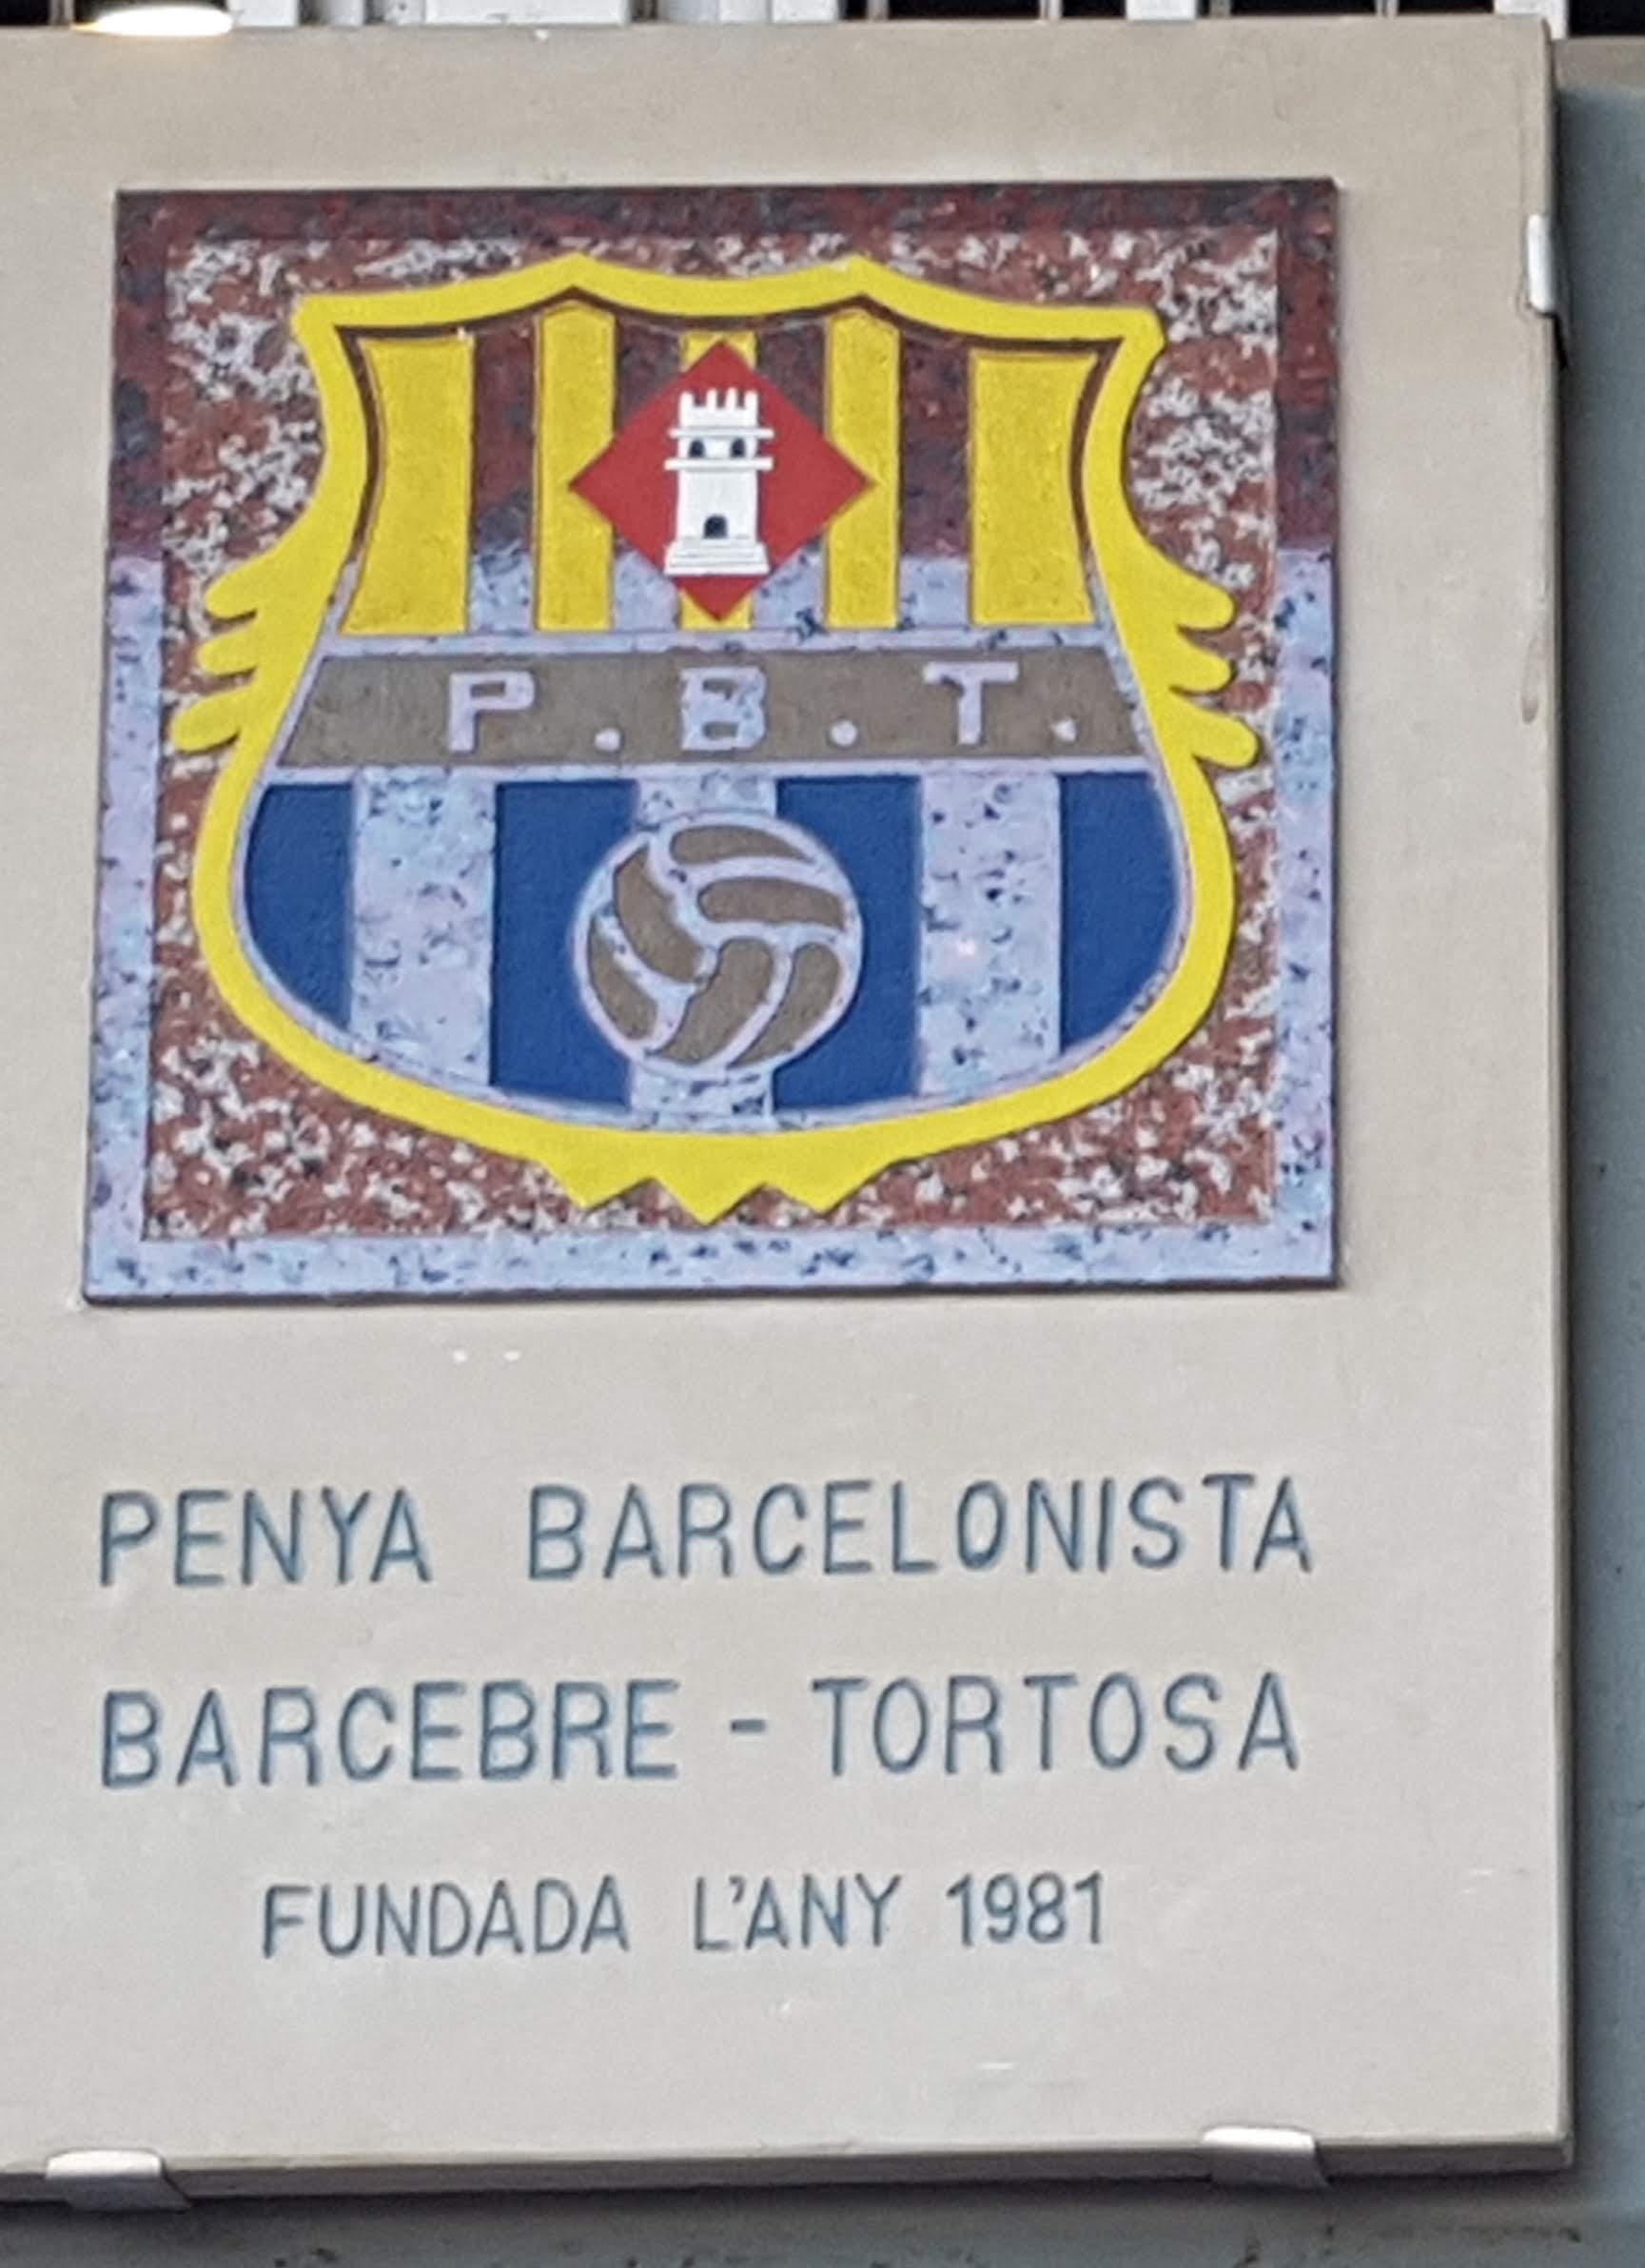 P.B.T.
PENYA BARCELONISTA
BARCEBRE - TORTOSA
FUNDADA L'ANY 1981